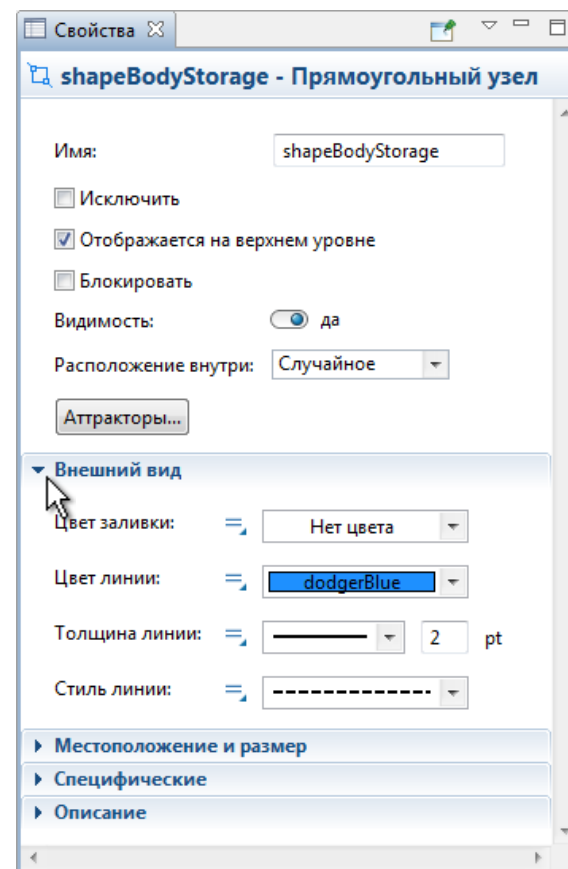 Свойства
shapeBodyStorage - Прямоугольный узел
Имя: shapeBodyStorage
Исключить
Отображается на верхнем уровне
Блокировать
Видимость: да
Расположение внутри: Случайное
Аттракторы...
Внешний вид
Цвет заливки: Нет цвета
Цвет линии: dodgerBlue
Толщина линии: 2 pt
Стиль линии:
Местоположение и размер
Специфические
Описание